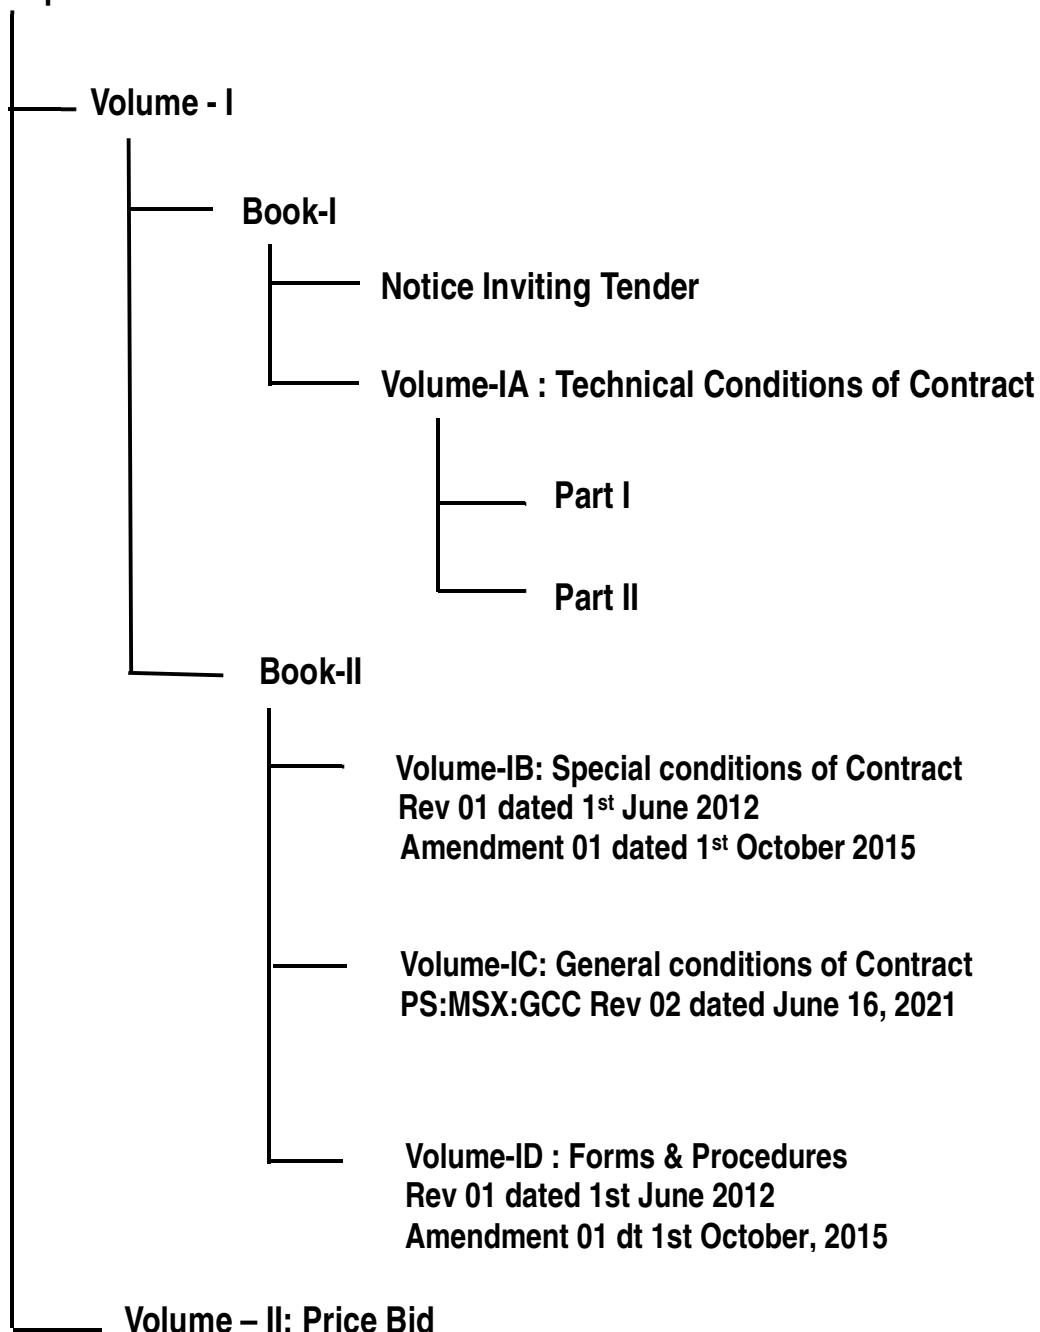 Volume - I
Book-I
Notice Inviting Tender
Volume-IA : Technical Conditions of Contract
Part I
Part II
Book-II
Volume-IB: Special conditions of Contract
Rev 01 dated 1st June 2012
Amendment 01 dated 1st October 2015
Volume-IC: General conditions of Contract
PS:MSX:GCC Rev 02 dated June 16, 2021
Volume-ID : Forms & Procedures
Rev 01 dated 1st June 2012
Amendment 01 dt 1st October, 2015
Volume – II: Price Bid